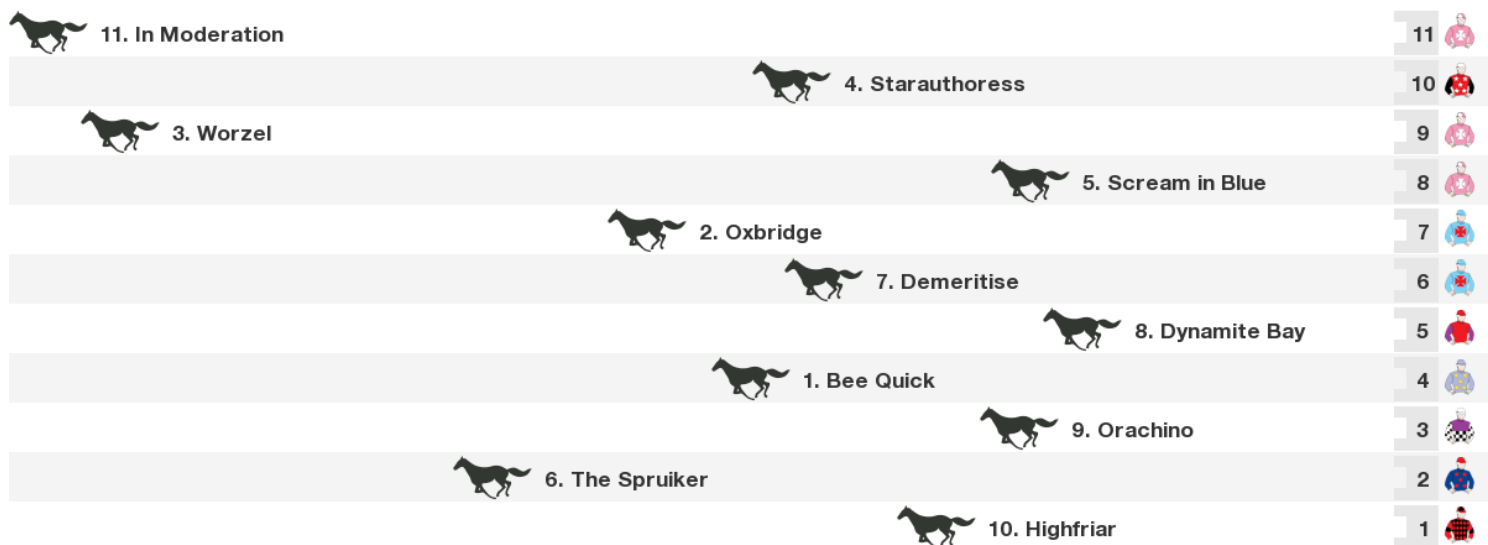 11. In Moderation 11
4. Starauthoress 10
3. Worzel 9
5. Scream in Blue 8
2. Oxbridge 7
7. Demeritise 6
8. Dynamite Bay 5
1. Bee Quick 4
9. Orachino 3
6. The Spruiker 2
10. Highfriar 1